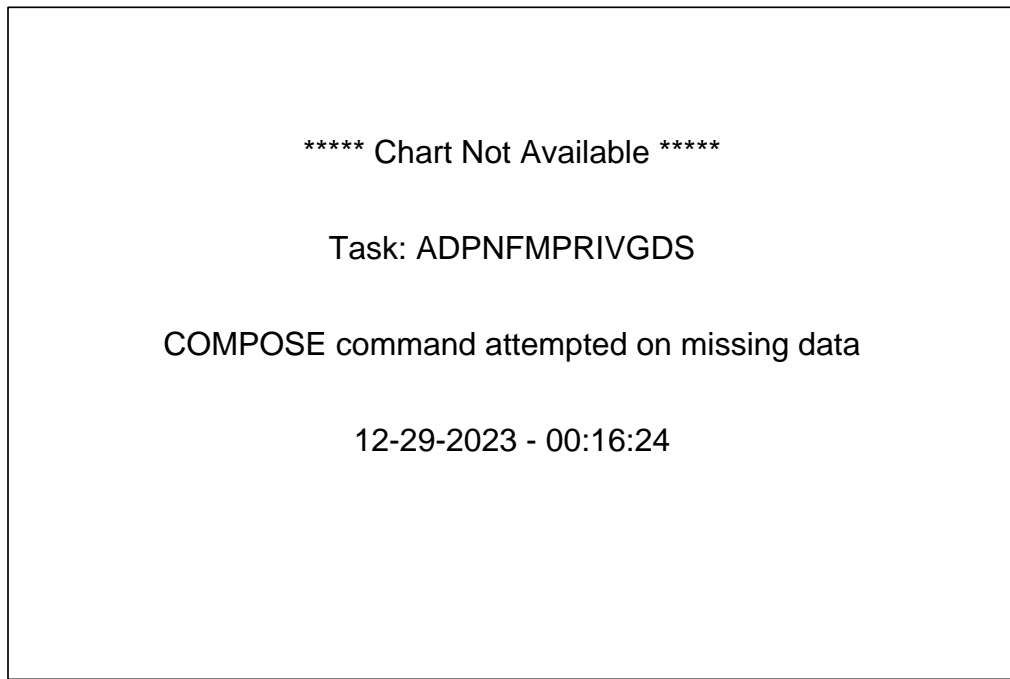 ***** Chart Not Available *****
Task: ADPNFMPRIVGDS
COMPOSE command attempted on missing data
12-29-2023 - 00:16:24